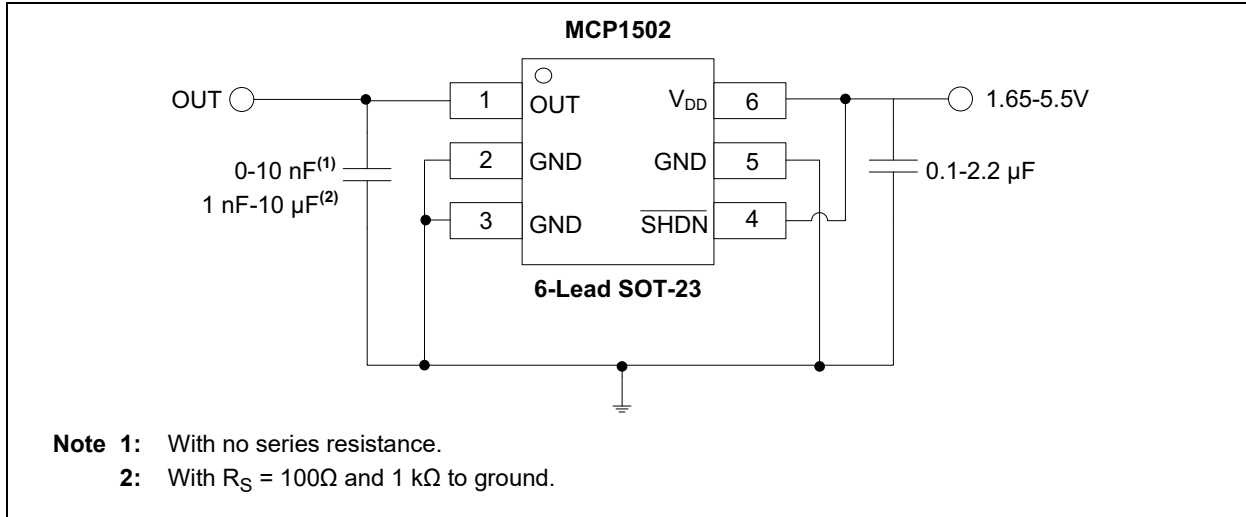 MCP1502
OUT
1
OUT
V_DD
6
1.65-5.5V
0-10 nF(1)
1 nF-10 µF(2)
2
GND
GND
5
0.1-2.2 µF
3
GND
SHDN
4
6-Lead SOT-23
Note 1: With no series resistance.
2: With R_S = 100Ω and 1 kΩ to ground.